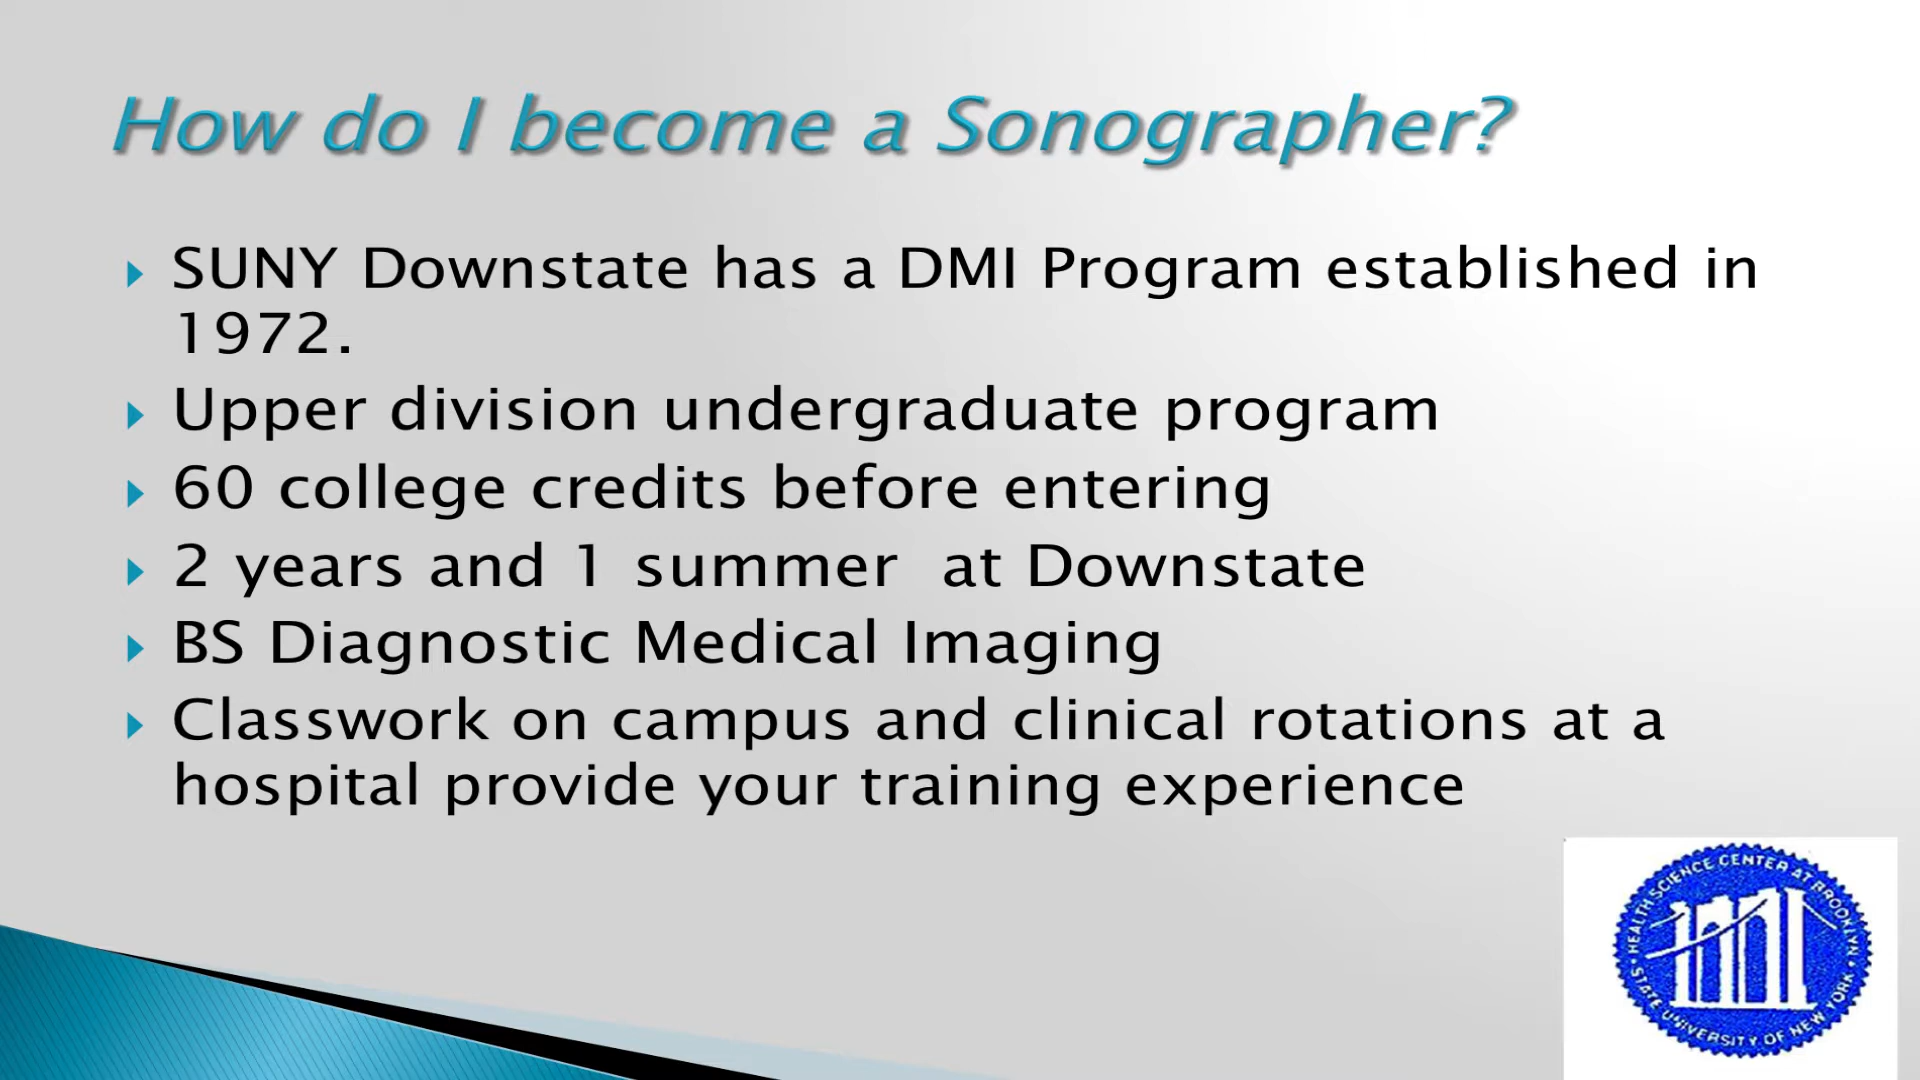 How do I become a Sonographer?
SUNY Downstate has a DMI Program established in
1972.
Upper division undergraduate program
60 college credits before entering
2 years and 1 summer  at Downstate
BS Diagnostic Medical Imaging
Classwork on campus and clinical rotations at a
hospital provide your training experience
HEALTH SCIENCE CENTER AT BROOKLYN
STATE UNIVERSITY OF NEW YORK